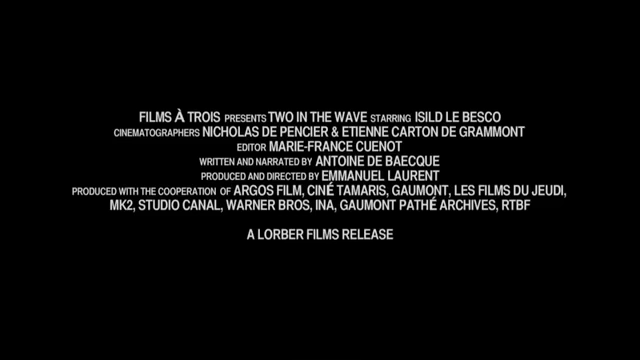 FILMS À TROIS PRESENTS TWO IN THE WAVE STARRING ISILD LE BESCO
CINEMATOGRAPHERS NICHOLAS DE PENCIER & ETIENNE CARTON DE GRAMMONT
EDITOR MARIE-FRANCE CUENOT
WRITTEN AND NARRATED BY ANTOINE DE BAECQUE
PRODUCED AND DIRECTED BY EMMANUEL LAURENT
PRODUCED WITH THE COOPERATION OF ARGOS FILM, CINÉ TAMARIS, GAUMONT, LES FILMS DU JEUDI,
MK2, STUDIO CANAL, WARNER BROS, INA, GAUMONT PATHÉ ARCHIVES, RTBF
A LORBER FILMS RELEASE